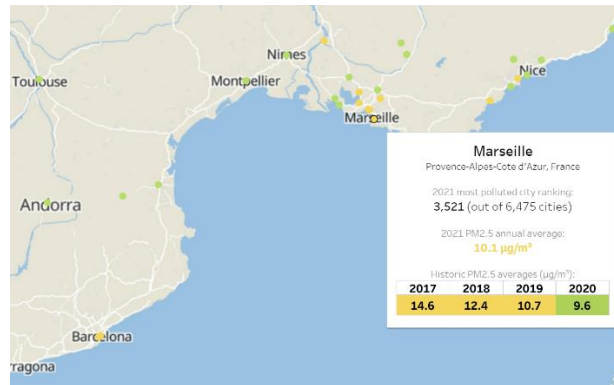 Nimes
Toulouse
Montpellier
Nice
Marseille
Andorra
Barcelona
rragona
Marseille
Provence-Alpes-Cote d'Azur, France
2021 most polluted city ranking:
3,521 (out of 6,475 cities)
2021 PM2.5 annual average:
10.1 µg/m³
Historic PM2.5 averages (µg/m³):
2017 2018 2019 2020
14.6 12.4 10.7 9.6